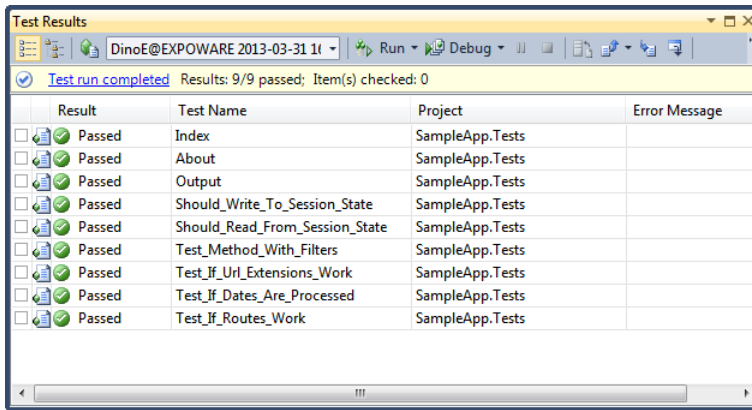 Test Results
DinoE@EXPOWARE 2013-03-31 16 Run Debug
Test run completed Results: 9/9 passed; Item(s) checked: 0
Result Test Name Project Error Message
Passed Index SampleApp.Tests
Passed About SampleApp.Tests
Passed Output SampleApp.Tests
Passed Should_Write_To_Session_State SampleApp.Tests
Passed Should_Read_From_Session_State SampleApp.Tests
Passed Test_Method_With_Filters SampleApp.Tests
Passed Test_If_Url_Extensions_Work SampleApp.Tests
Passed Test_If_Dates_Are_Processed SampleApp.Tests
Passed Test_If_Routes_Work SampleApp.Tests